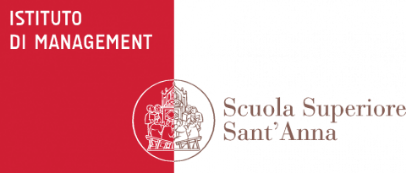 ISTITUTO
DI MANAGEMENT
Scuola Superiore
Sant'Anna